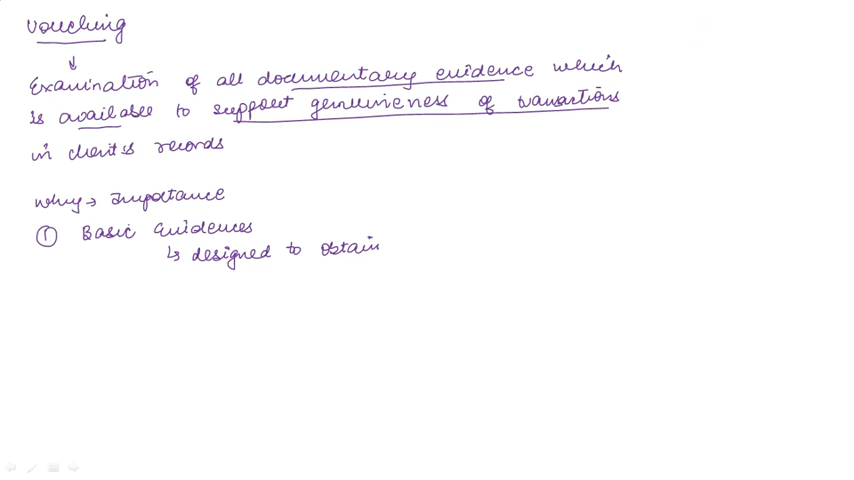 Vouching
Examination of all documentary evidence which
is available to support genuineness of transactions
in client's records
Why → Importance
① Basic Evidences
↳ designed to obtain